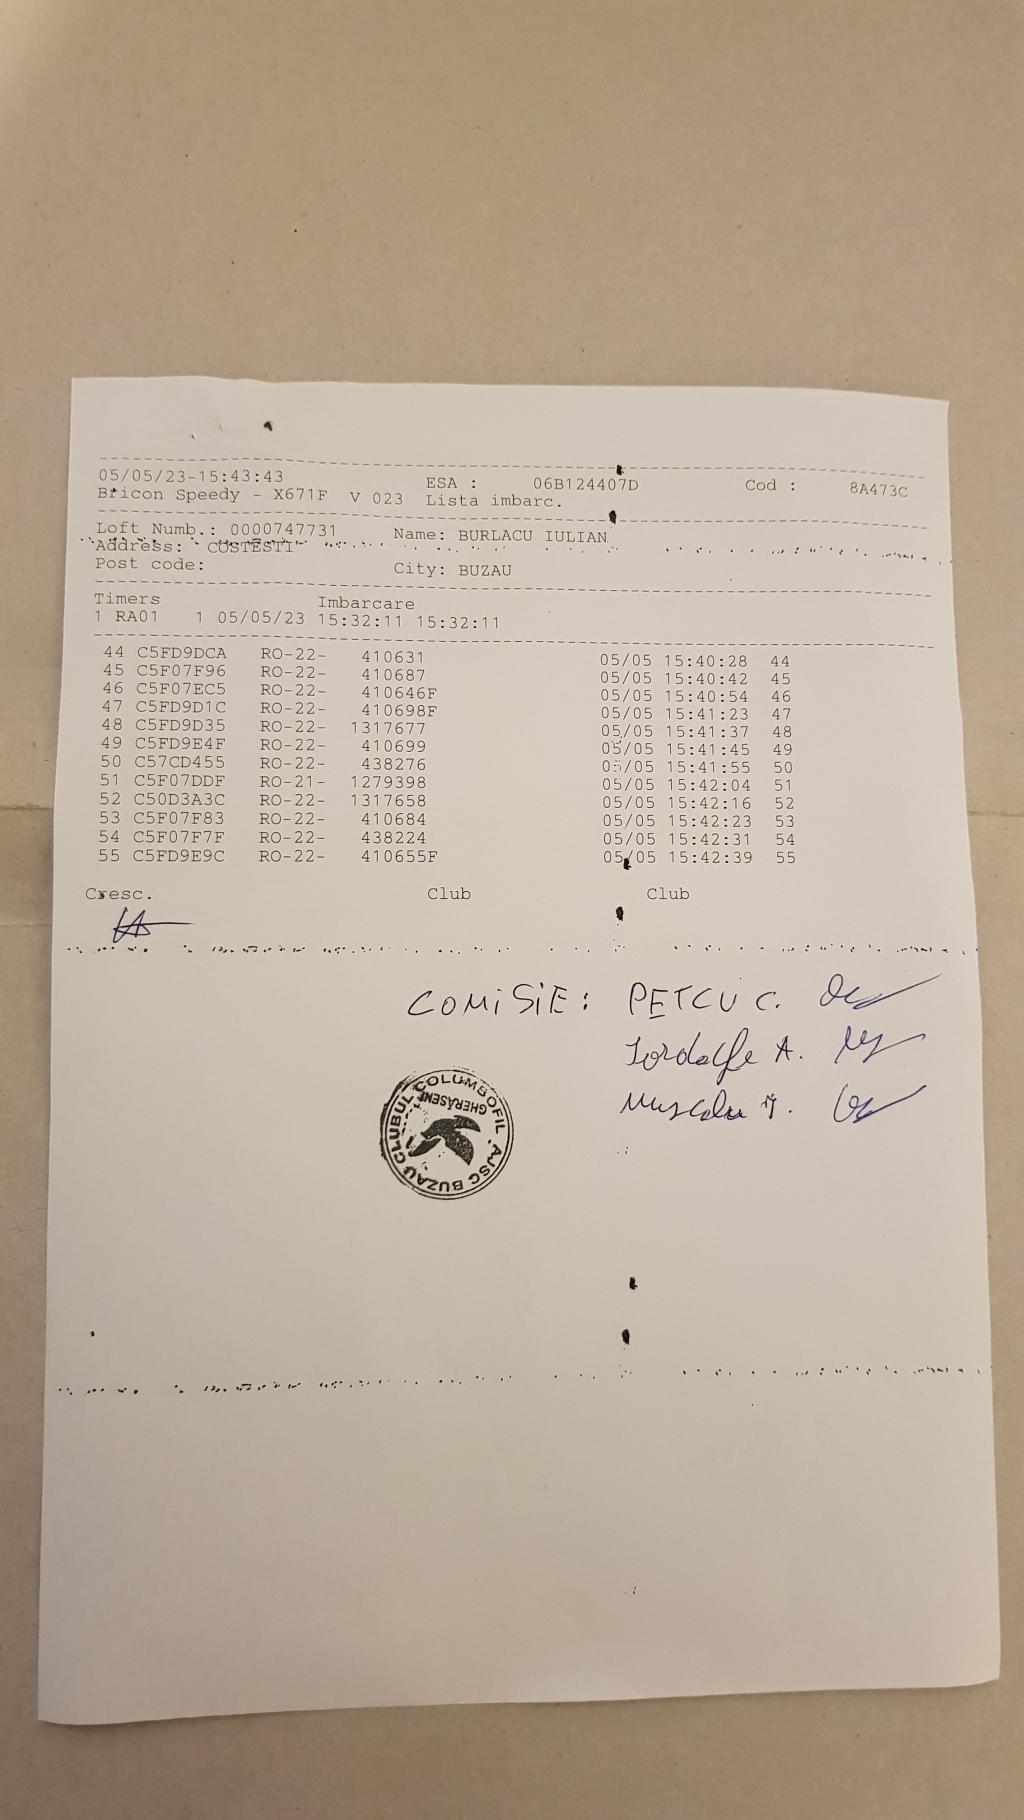 05/05/23-15:43:43 ESA : 06B124407D Cod : 8A473C
Bricon Speedy - X671F V 023 Lista imbarc.
Loft Numb.: 0000747731 Name: BURLACU IULIAN
Address: COSTESTI
Post code: City: BUZAU
Timers Imbarcare
1 RA01 1 05/05/23 15:32:11 15:32:11
44 C5FD9DCA RO-22- 410631 05/05 15:40:28 44
45 C5F07F96 RO-22- 410687 05/05 15:40:42 45
46 C5F07EC5 RO-22- 410646F 05/05 15:40:54 46
47 C5FD9D1C RO-22- 410698F 05/05 15:41:23 47
48 C5FD9D35 RO-22- 1317677 05/05 15:41:37 48
49 C5FD9E4F RO-22- 410699 05/05 15:41:45 49
50 C57CD455 RO-22- 438276 05/05 15:41:55 50
51 C5F07DDF RO-21- 1279398 05/05 15:42:04 51
52 C50D3A3C RO-22- 1317658 05/05 15:42:16 52
53 C5F07F83 RO-22- 410684 05/05 15:42:23 53
54 C5F07F7F RO-22- 438224 05/05 15:42:31 54
55 C5FD9E9C RO-22- 410655F 05/05 15:42:39 55
Cresc. Club Club
COMISIE: PETCU C.
A.
CLUBUL COLUMBOFIL
GHERASENI
AJSC BUZAU